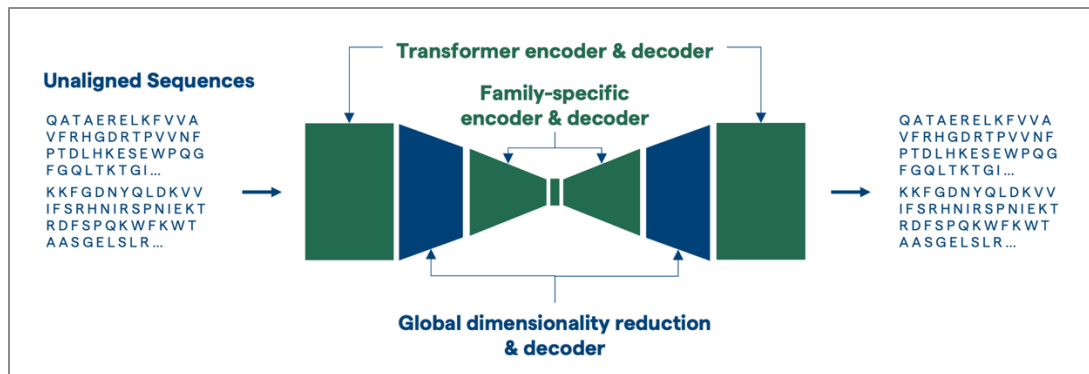 Transformer encoder & decoder
Unaligned Sequences
Family-specific
encoder & decoder
QATAERELKFVVA
VFRHGDRTPVVNF
PTDLHKESEWPQG
FGQLTKTGI…
KKFGDNYQLDKVV
IFSRHNIRSPNIEKT
RDFSPQKWFKWT
AASGELSLR…
QATAERELKFVVA
VFRHGDRTPVVNF
PTDLHKESEWPQG
FGQLTKTGI…
KKFGDNYQLDKVV
IFSRHNIRSPNIEKT
RDFSPQKWFKWT
AASGELSLR…
Global dimensionality reduction
& decoder